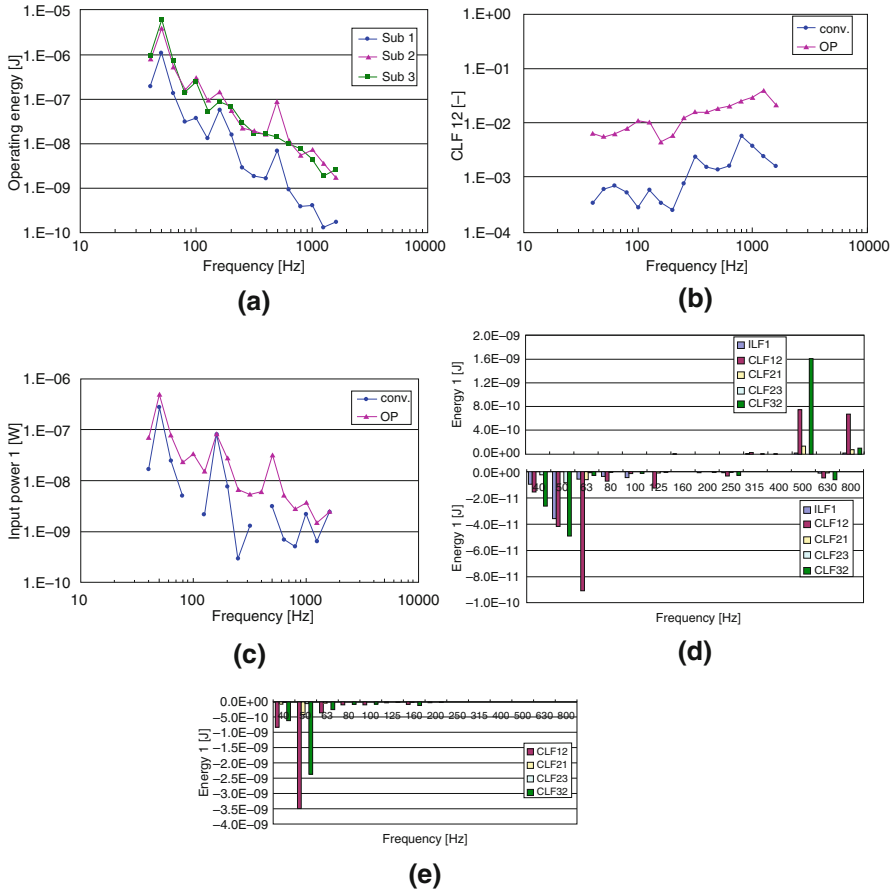 1.E−05
1.E−06
1.E−07
1.E−08
1.E−09
1.E−10
Operating energy [J]
10 100 1000 10000
Frequency [Hz]
Sub 1
Sub 2
Sub 3
(a)
1.E+00
1.E−01
1.E−02
1.E−03
1.E−04
CLF 12 [−]
10 100 1000 10000
Frequency [Hz]
conv.
OP
(b)
1.E−06
1.E−07
1.E−08
1.E−09
1.E−10
Input power 1 [W]
10 100 1000 10000
Frequency [Hz]
conv.
OP
(c)
2.0E−09
1.6E−09
1.2E−09
8.0E−10
4.0E−10
0.0E+00
Energy 1 [J]
ILF1
CLF12
CLF21
CLF23
CLF32
0.0E+00
−2.0E−11
−4.0E−11
−6.0E−11
−8.0E−11
−1.0E−10
Energy 1 [J]
40 50 63 80 100 125 160 200 250 315 400 500 630 800
ILF1
CLF12
CLF21
CLF23
CLF32
Frequency [Hz]
(d)
0.0E+00
−5.0E−10
−1.0E−09
−1.5E−09
−2.0E−09
−2.5E−09
−3.0E−09
−3.5E−09
−4.0E−09
Energy 1 [J]
40 50 63 80 100 125 160 200 250 315 400 500 630 800
CLF12
CLF21
CLF23
CLF32
Frequency [Hz]
(e)